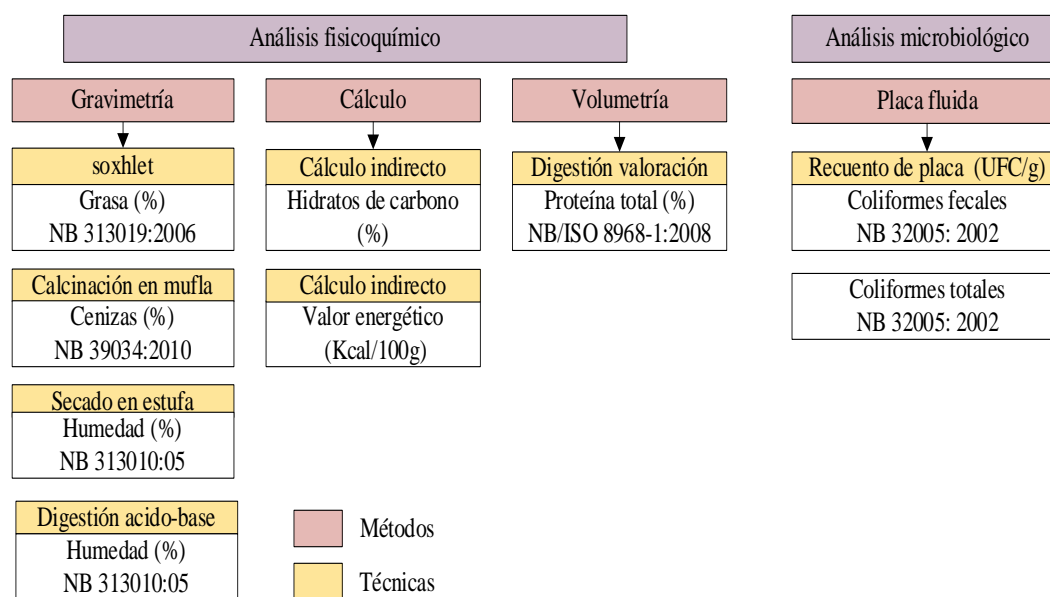 Análisis fisicoquímico
Gravimetría
soxhlet
Grasa (%)
NB 313019:2006
Calcinación en mufla
Cenizas (%)
NB 39034:2010
Secado en estufa
Humedad (%)
NB 313010:05
Digestión acido-base
Humedad (%)
NB 313010:05
Cálculo
Cálculo indirecto
Hidratos de carbono
(%)
Cálculo indirecto
Valor energético
(Kcal/100g)
Volumetría
Digestión valoración
Proteína total (%)
NB/ISO 8968-1:2008
Análisis microbiológico
Placa fluida
Recuento de placa (UFC/g)
Coliformes fecales
NB 32005: 2002
Coliformes totales
NB 32005: 2002
Métodos
Técnicas